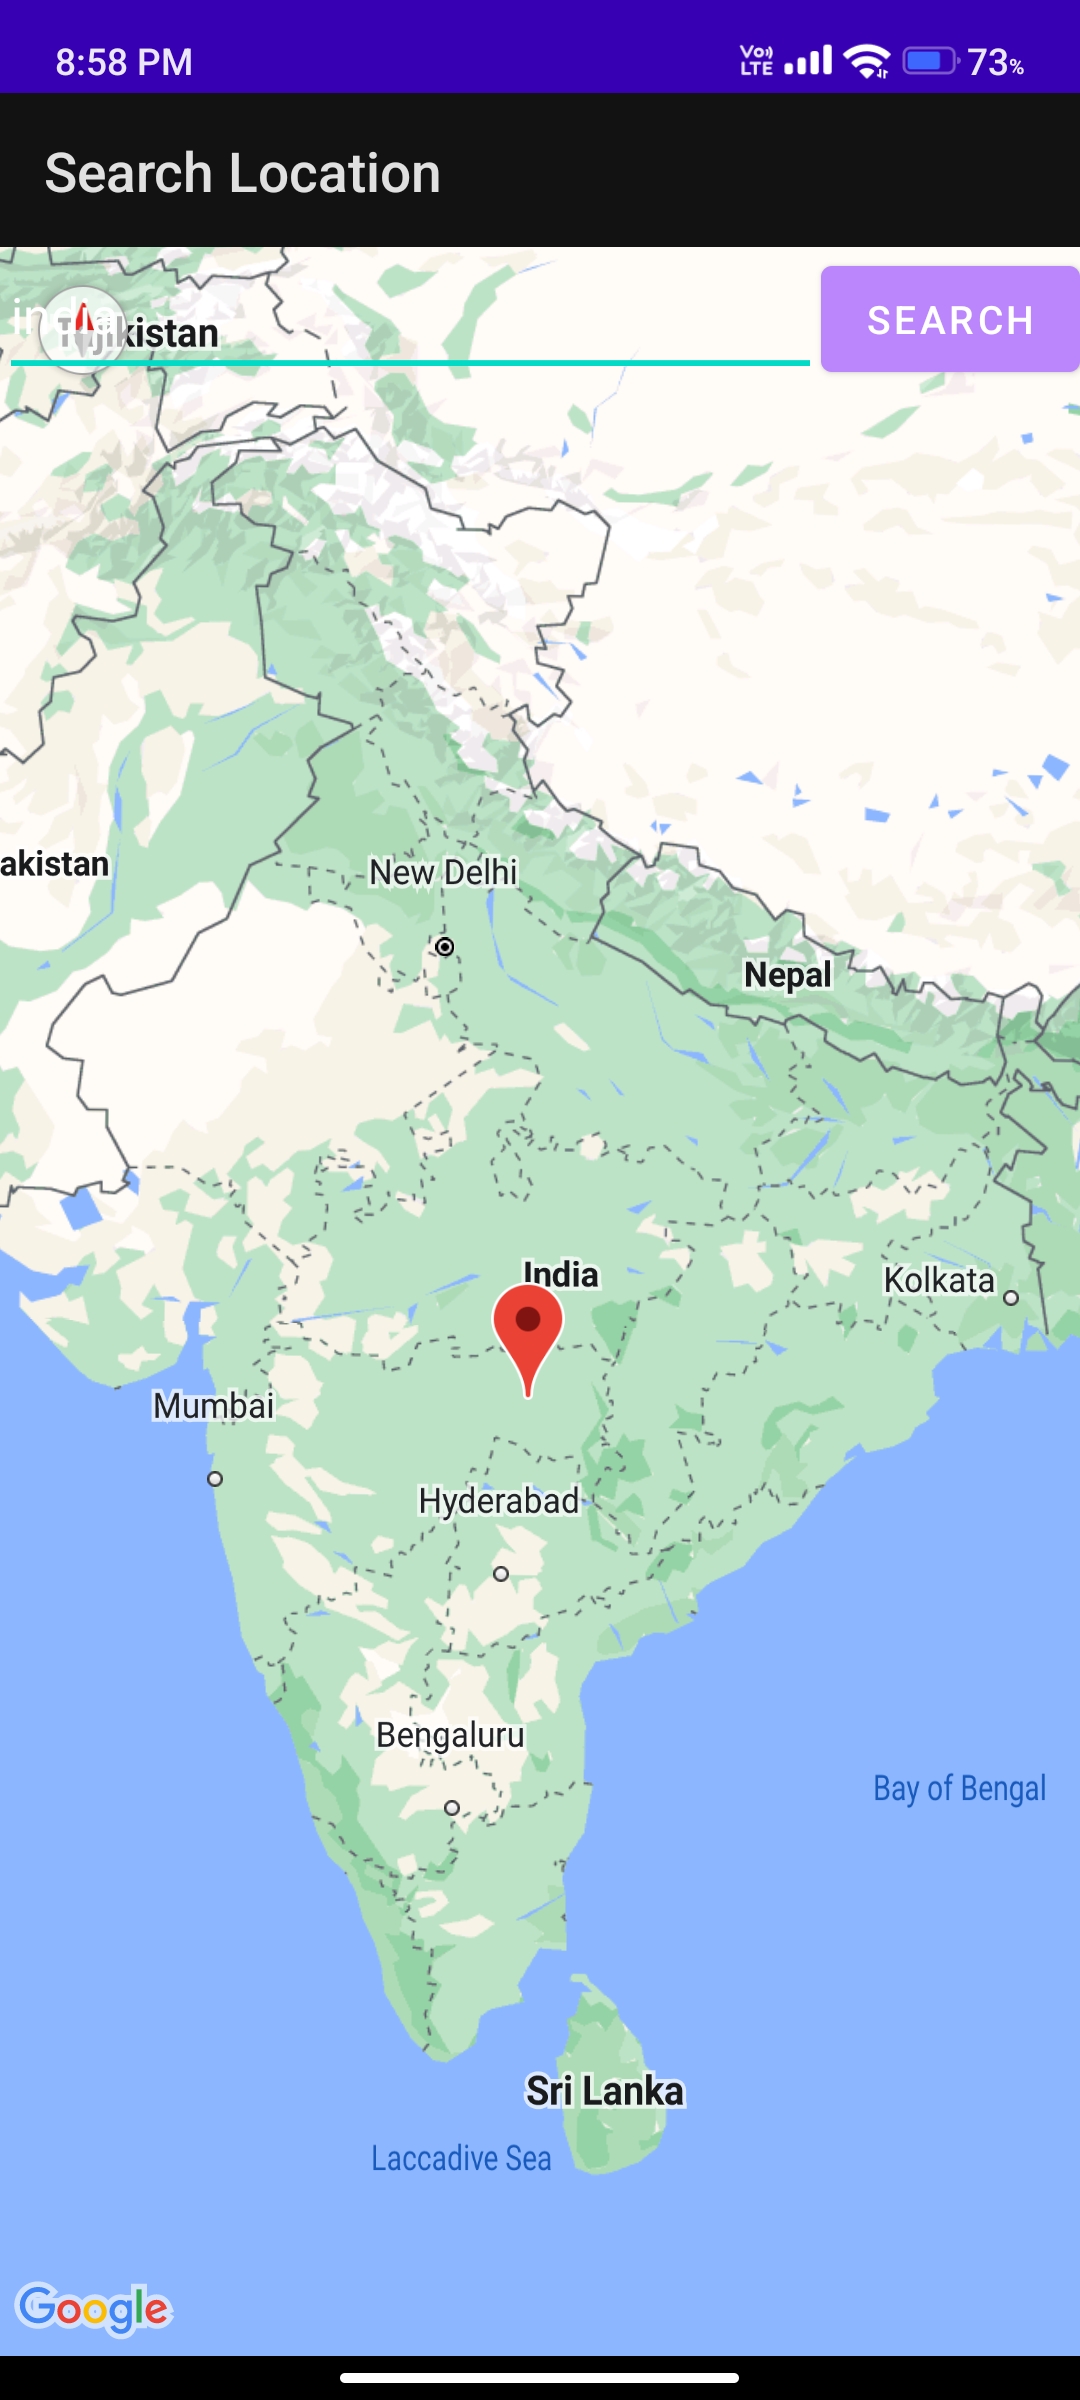 8:58 PM
Vo)) LTE
73%
Search Location
india
SEARCH
Tajikistan
akistan
New Delhi
Nepal
India
Kolkata
Mumbai
Hyderabad
Bengaluru
Bay of Bengal
Sri Lanka
Laccadive Sea
Google